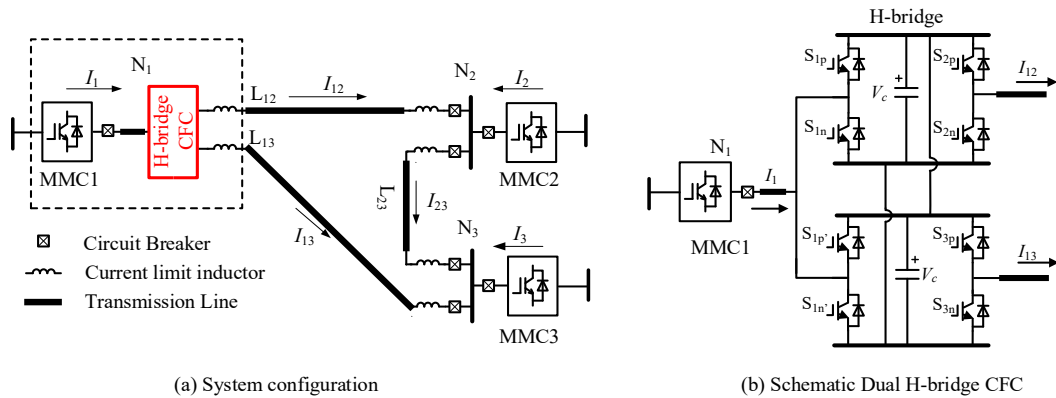 I₁
N₁
MMC1
H-bridge
CFC
L₁₂
I₁₂
L₁₃
I₁₃
N₂
I₂
MMC2
L₂₃
I₂₃
N₃
I₃
MMC3
Circuit Breaker
Current limit inductor
Transmission Line
(a) System configuration
H-bridge
S₁ₚ
S₂ₚ
I₁₂
V꜀
+
S₁ₙ
S₂ₙ
N₁
I₁
MMC1
S₁ₚ'
S₃ₚ
I₁₃
V꜀
+
S₁ₙ'
S₃ₙ
(b) Schematic Dual H-bridge CFC